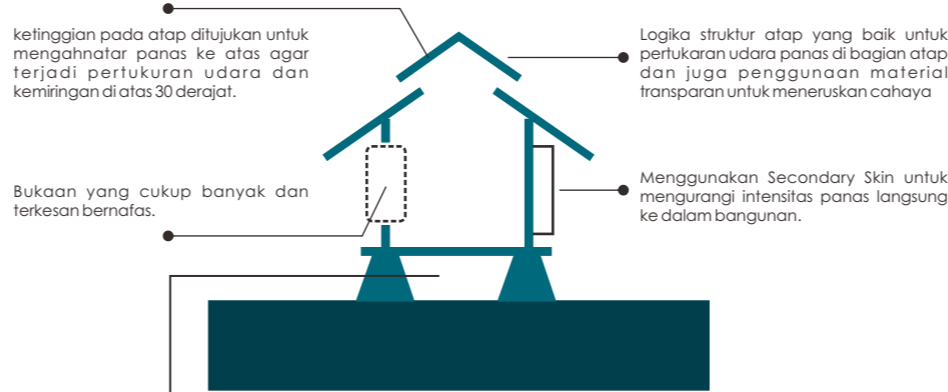 ketinggian pada atap ditujukan untuk
mengahnatar panas ke atas agar
terjadi pertukuran udara dan
kemiringan di atas 30 derajat.
Logika struktur atap yang baik untuk
pertukaran udara panas di bagian atap
dan juga penggunaan material
transparan untuk meneruskan cahaya
Bukaan yang cukup banyak dan
terkesan bernafas.
Menggunakan Secondary Skin untuk
mengurangi intensitas panas langsung
ke dalam bangunan.